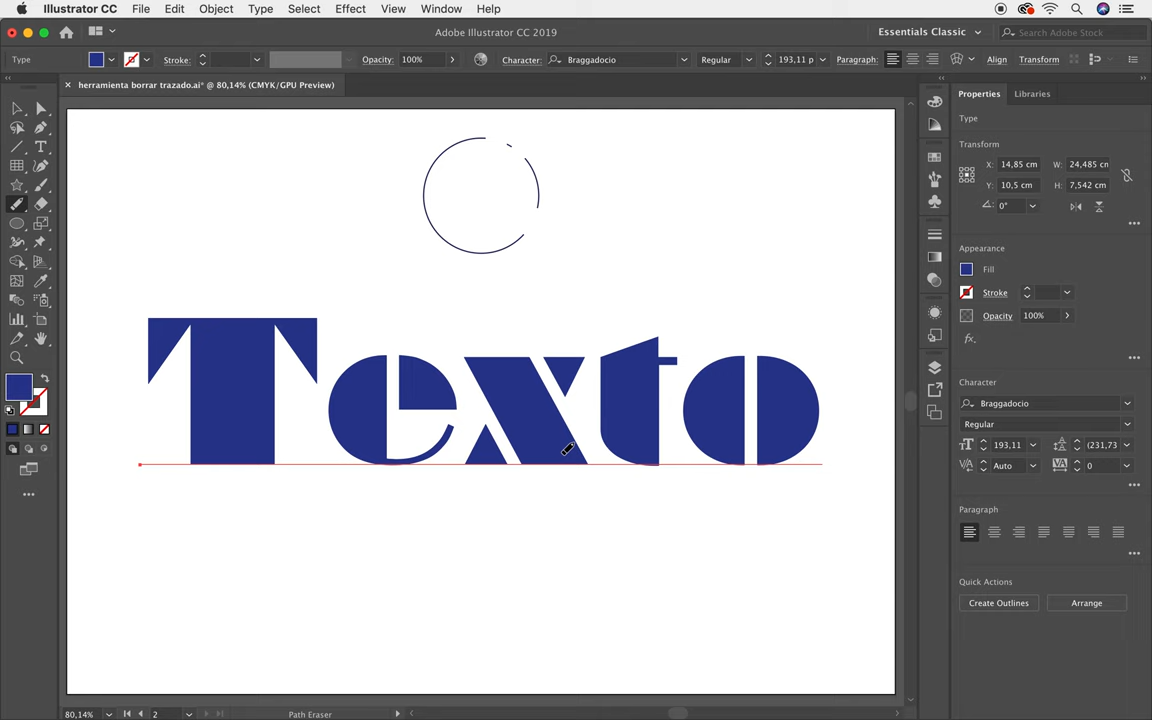 Illustrator CC File Edit Object Type Select Effect View Window Help
Adobe Illustrator CC 2019
Essentials Classic
Search Adobe Stock
Type Stroke: Opacity: 100% Character: Braggadocio Regular 193,11 p Paragraph: Align Transform
× herramienta borrar trazado.ai* @ 80,14% (CMYK/GPU Preview)
Properties Libraries
Type
Transform
X: 14,85 cm W: 24,485 cm
Y: 10,5 cm H: 7,542 cm
0°
Appearance
Fill
Stroke
Opacity 100%
fx.
Texto
Character
Braggadocio
Regular
193,11 (231,73
Auto 0
Paragraph
Quick Actions
Create Outlines Arrange
80,14% 2 Path Eraser